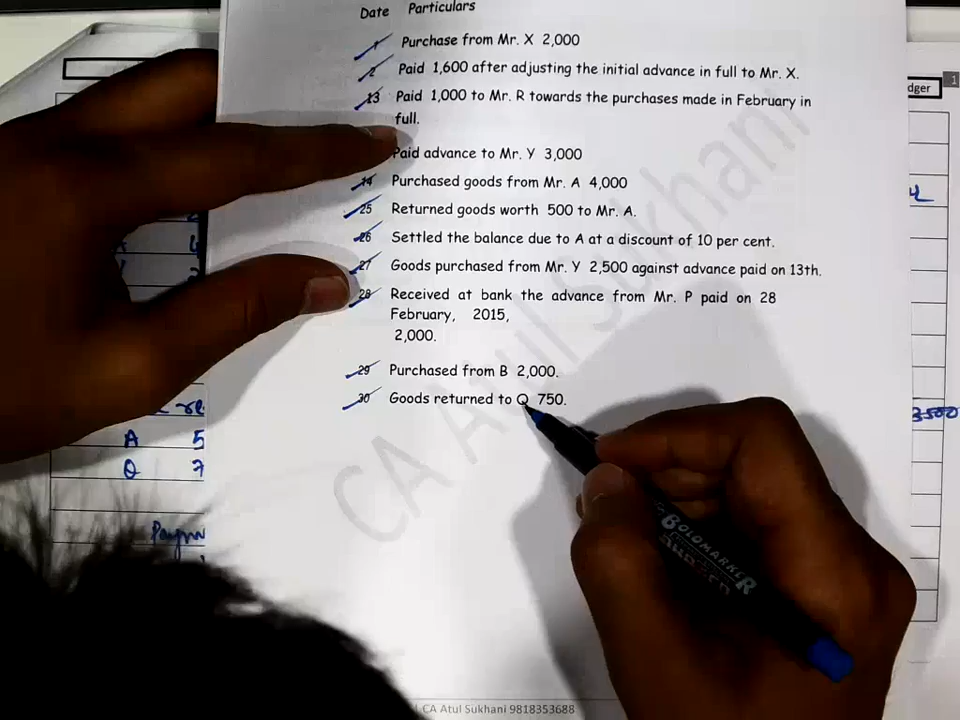 Date Particulars
1 Purchase from Mr. X 2,000
2 Paid 1,600 after adjusting the initial advance in full to Mr. X.
13 Paid 1,000 to Mr. R towards the purchases made in February in
full.
Paid advance to Mr. Y 3,000
14 Purchased goods from Mr. A 4,000
25 Returned goods worth 500 to Mr. A.
26 Settled the balance due to A at a discount of 10 per cent.
27 Goods purchased from Mr. Y 2,500 against advance paid on 13th.
28 Received at bank the advance from Mr. P paid on 28
February, 2015,
2,000.
29 Purchased from B 2,000.
30 Goods returned to Q 750.
CA Atul Sukhani
CA Atul Sukhani 9818353688
dger
1
3500
re
A 5
Q 7
Paym
BOLDMARKER